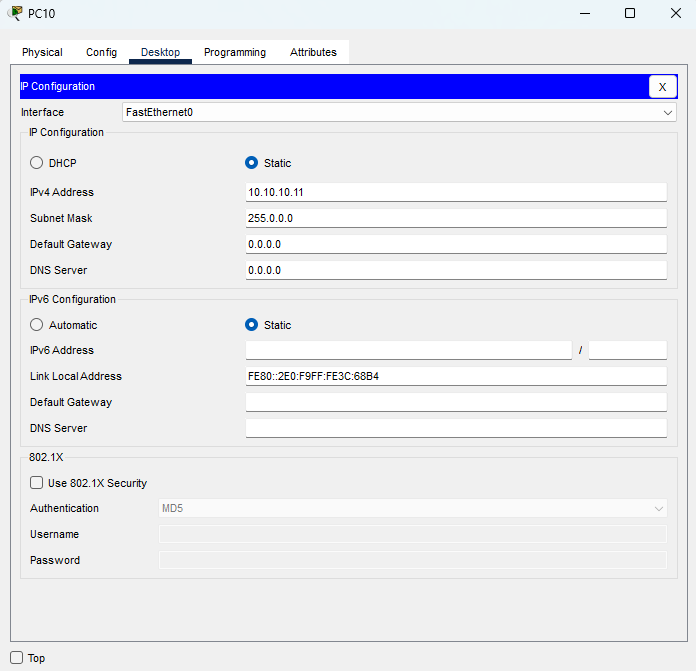 PC10
Physical Config Desktop Programming Attributes
IP Configuration X
Interface FastEthernet0
IP Configuration
DHCP Static
IPv4 Address 10.10.10.11
Subnet Mask 255.0.0.0
Default Gateway 0.0.0.0
DNS Server 0.0.0.0
IPv6 Configuration
Automatic Static
IPv6 Address /
Link Local Address FE80::2E0:F9FF:FE3C:68B4
Default Gateway
DNS Server
802.1X
Use 802.1X Security
Authentication MD5
Username
Password
Top